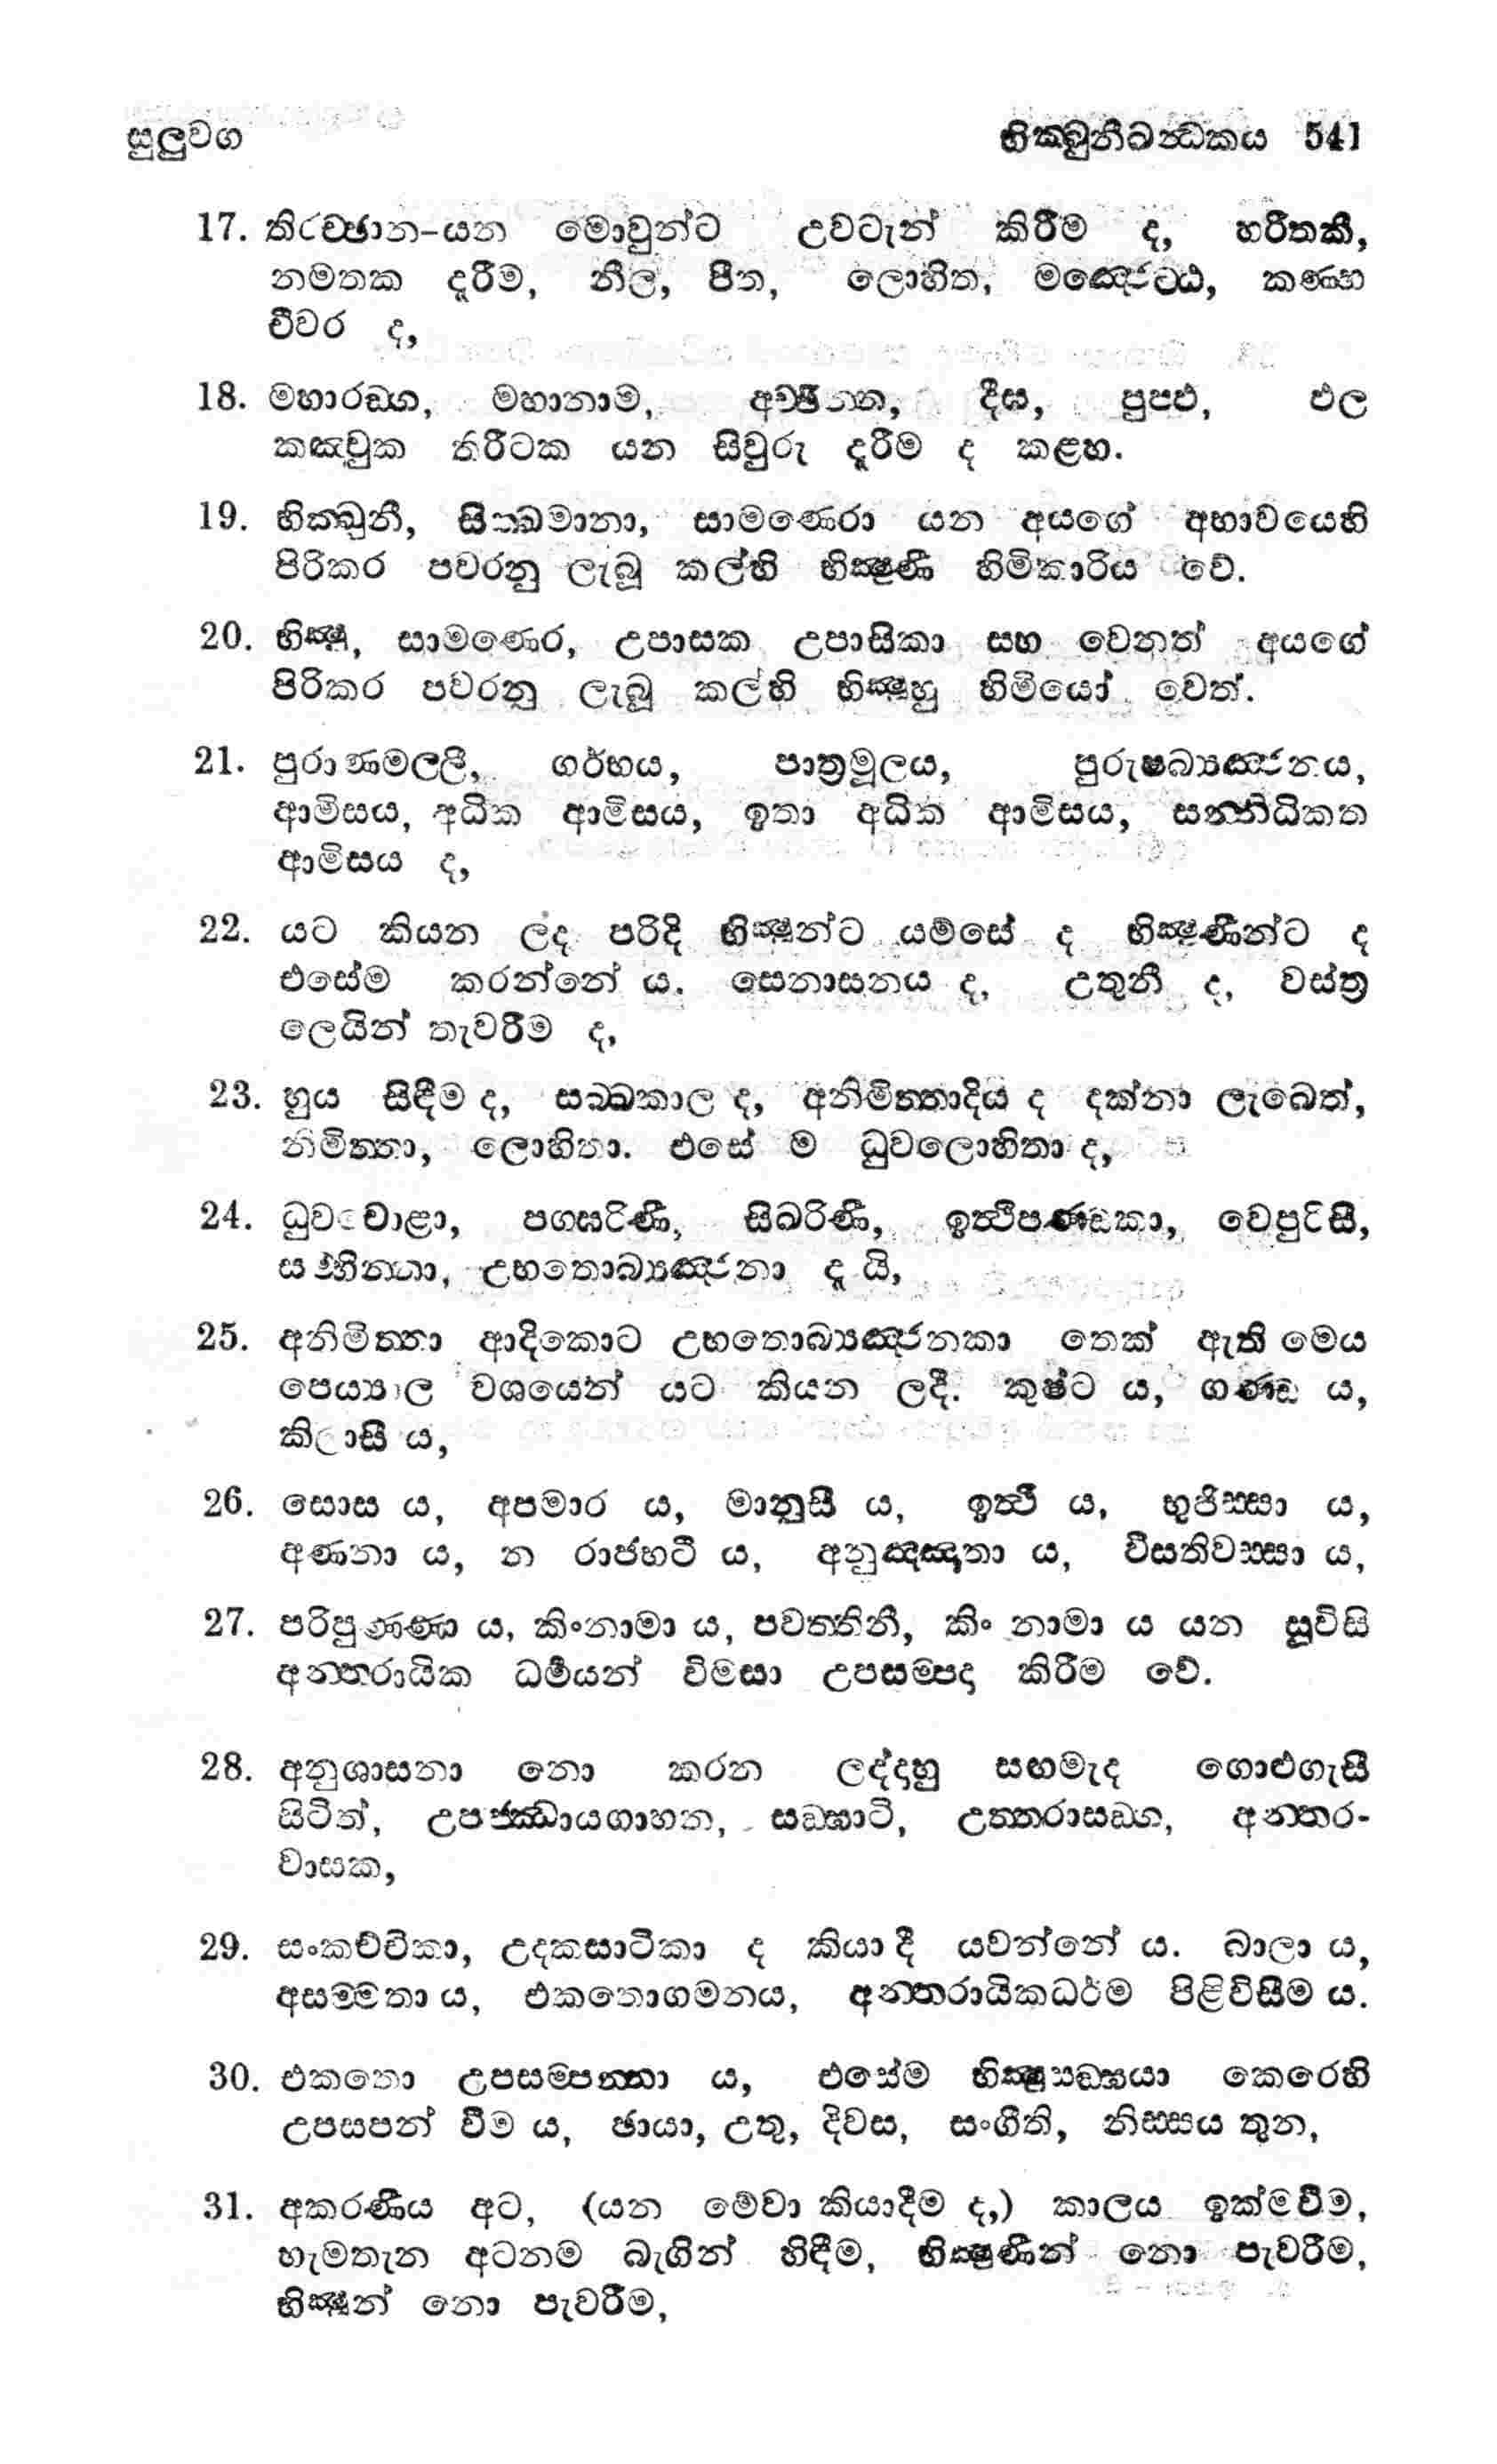 සුලුවග භික්ඛුනීඛන්ධකය 541
17. තිරච්ඡාන-යන මොවුන්ට උවටැන් කිරීම ද, හරීතකී,
නමතක දැරීම, නීල, පීත, ලොහිත, මඤ්ජෙට්ඨ, කණ්හ
චීවර ද,
18. මහාරඞ්ග, මහානාම, අච්ඡින්න, දීඝ, පුප්ඵ, ඵල
කඤ්චුක තිරීටක යන සිවුරු දැරීම ද කළහ.
19. භික්ඛුනී, සික්ඛමානා, සාමණෙරා යන අයගේ අභාවයෙහි
පිරිකර පවරනු ලැබූ කල්හි භික්ෂුණී හිමිකාරිය වේ.
20. භික්ෂු, සාමණෙර, උපාසක උපාසිකා සහ වෙනත් අයගේ
පිරිකර පවරනු ලැබූ කල්හි භික්ෂුහු හිමියෝ වෙත්.
21. පුරාණමල්ලී, ගර්භය, පාත්‍රමූලය, පුරුෂබ්‍යඤ්ජනය,
ආමිසය, අධික ආමිසය, ඉතා අධික ආමිසය, සන්නිධිකත
ආමිසය ද,
22. යට කියන ලද පරිදි භික්ෂූන්ට යම්සේ ද භික්ෂුණීන්ට ද
එසේම කරන්නේ ය. සෙනාසනය ද, උතුනී ද, වස්ත්‍ර
ලෙයින් තැවරීම ද,
23. හුය සිඳීම ද, සබ්බකාල ද, අනිමිත්තාදිය ද දක්නා ලැබෙත්,
නිමිත්තා, ලොහිතා. එසේ ම ධුවලොහිතා ද,
24. ධුවචොළා, පග්ඝරිණී, සිඛරිණී, ඉත්ථිපණ්ඩකා, වෙපුරිසී,
සම්භින්නා, උභතොබ්‍යඤ්ජනා දැ යි,
25. අනිමිත්තා ආදිකොට උභතොබ්‍යඤ්ජනකා තෙක් ඇති මෙය
පෙය්‍යාල වශයෙන් යට කියන ලදී. කුෂ්ට ය, ගණ්ඩ ය,
කිලාසී ය,
26. සොස ය, අපමාර ය, මානුසී ය, ඉත්ථී ය, භුජිස්සා ය,
අණනා ය, න රාජභටී ය, අනුඤ්ඤාතා ය, වීසතිවස්සා ය,
27. පරිපුණ්ණා ය, කිංනාමා ය, පවත්තිනී, කිං නාමා ය යන සූවිසි
අන්තරායික ධර්‍මයන් විමසා උපසම්පදා කිරීම වේ.
28. අනුශාසනා නො කරන ලද්දාහු සඟමැද ගොළුගැසී
සිටිත්, උපජ්ඣායගාහන, සඞ්ඝාටි, උත්තරාසඞ්ග, අන්තර-
වාසක,
29. සංකච්චිකා, උදකසාටිකා ද කියා දී යවන්නේ ය. බාලා ය,
අසම්මතා ය, එකතොගමනය, අන්තරායිකධර්ම පිළිවිසීම ය.
30. එකතො උපසම්පන්නා ය, එසේම භික්ෂුසඞ්ඝයා කෙරෙහි
උපසපන් වීම ය, ඡායා, උතු, දිවස, සංගීති, නිස්සය තුන,
31. අකරණීය අට, (යන මේවා කියාදීම ද,) කාලය ඉක්මවීම,
හැමතැන අටනම බැගින් හිඳීම, භික්ෂුණීන් නො පැවරීම,
භික්ෂූන් නො පැවරීම,